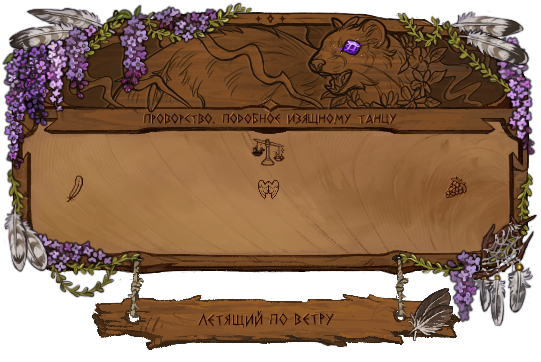 ПРОВОРСТВО, ПОДОБНОЕ ИЗЯЩНОМУ ТАНЦУ
ЛЕТЯЩИЙ ПО ВЕТРУ